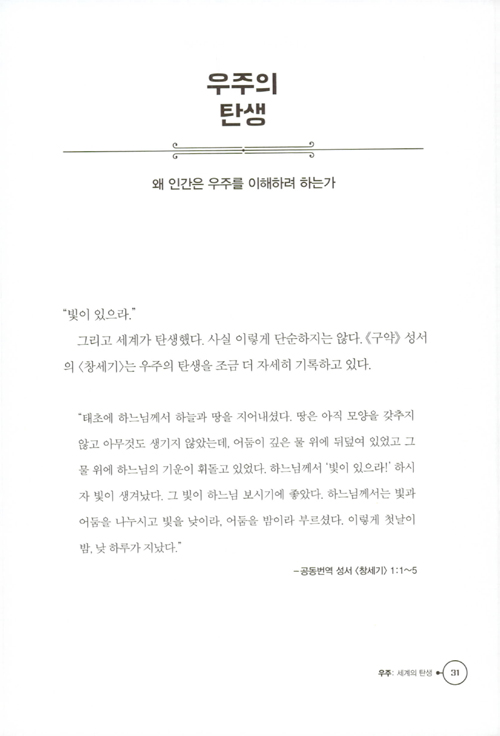 우주의
탄생
왜 인간은 우주를 이해하려 하는가
“빛이 있으라.”
그리고 세계가 탄생했다. 사실 이렇게 단순하지는 않다. 《구약》 성서
의 〈창세기〉는 우주의 탄생을 조금 더 자세히 기록하고 있다.
“태초에 하느님께서 하늘과 땅을 지어내셨다. 땅은 아직 모양을 갖추지
않고 아무것도 생기지 않았는데, 어둠이 깊은 물 위에 뒤덮여 있었고 그
물 위에 하느님의 기운이 휘돌고 있었다. 하느님께서 ‘빛이 있으라!’ 하시
자 빛이 생겨났다. 그 빛이 하느님 보시기에 좋았다. 하느님께서는 빛과
어둠을 나누시고 빛을 낮이라, 어둠을 밤이라 부르셨다. 이렇게 첫날이
밤, 낮 하루가 지났다.”
–공동번역 성서 〈창세기〉 1:1~5
우주: 세계의 탄생 31